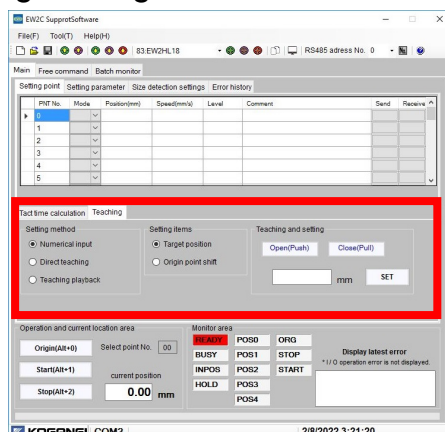 EW2C SupprotSoftware
File(F) Tool(T) Help(H)
83:EW2HL18 RS485 adress No. 0
Main Free command Batch monitor
Setting point Setting parameter Size detection settings Error history
PNT No. Mode Position(mm) Speed(mm/s) Level Comment Send Receive
0
1
2
3
4
5
Tact time calculation Teaching
Setting method Setting items Teaching and setting
Numerical input Target position Open(Push) Close(Pull)
Direct teaching Origin point shift
Teaching playback mm SET
Operation and current location area Monitor area
Origin(Alt+0) Select point No. 00 READY POS0 ORG
Start(Alt+1) current position BUSY POS1 STOP Display latest error
Stop(Alt+2) 0.00 mm INPOS POS2 START * I / O operation error is not displayed.
HOLD POS3
POS4
KOGANEI COM3 2/8/2022 3:21:20